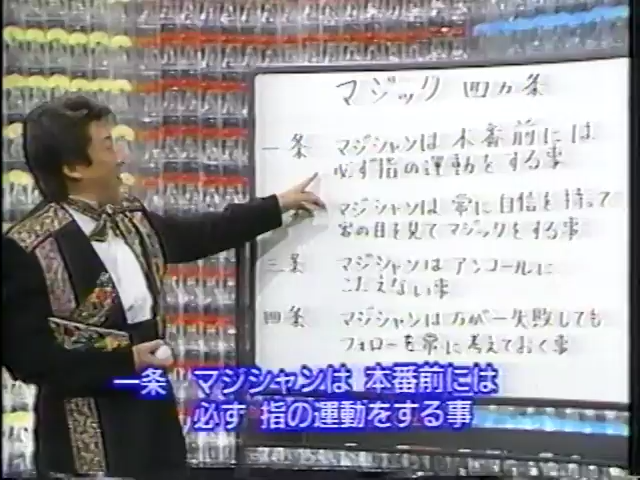 マジック 四カ条
一条 マジシャンは 本番前には
必ず指の運動をする事
マジシャンは 常に自信を持って
客の目を見てマジックをする事
三条 マジシャンはアンコールに
こたえない事
四条 マジシャンは万が一失敗しても
フォローを常に考えておく事
一条 マジシャンは 本番前には
必ず 指の運動をする事